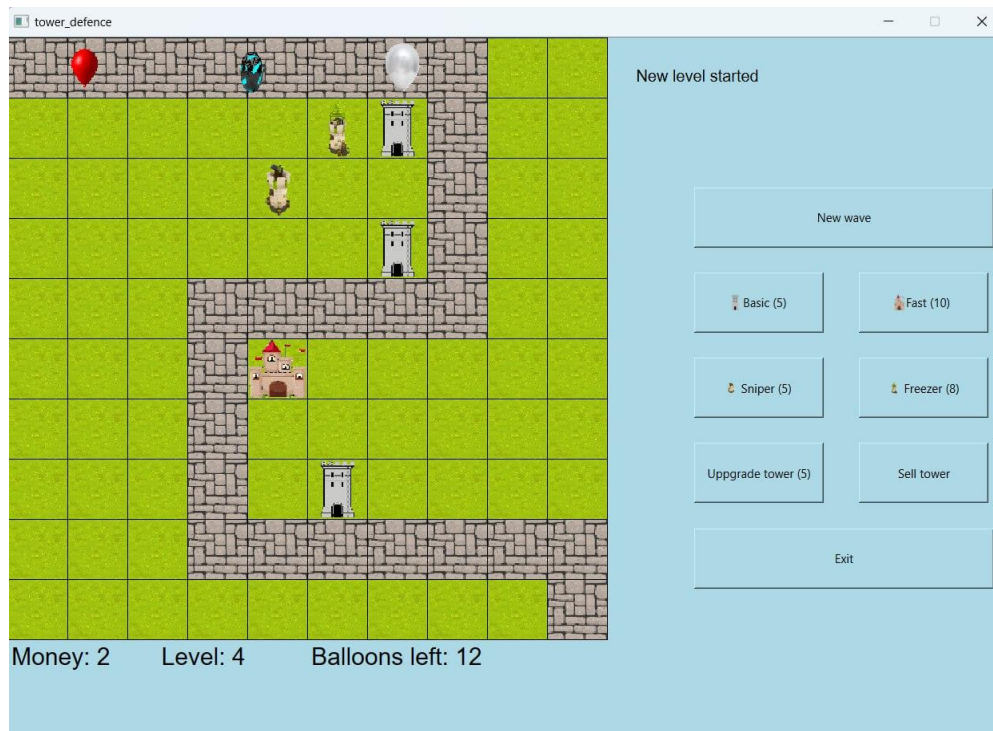 tower_defence
New level started
New wave
Basic (5)
Fast (10)
Sniper (5)
Freezer (8)
Uppgrade tower (5)
Sell tower
Exit
Money: 2
Level: 4
Balloons left: 12